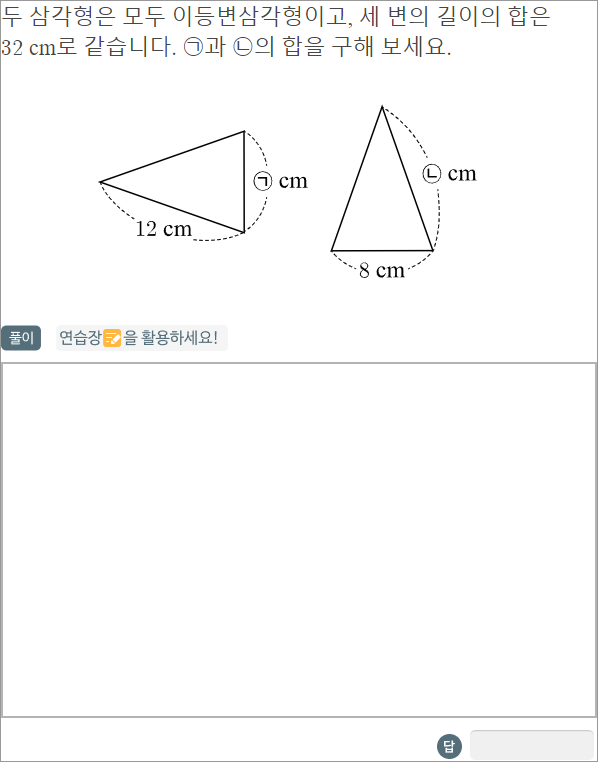 두 삼각형은 모두 이등변삼각형이고, 세 변의 길이의 합은
32 cm로 같습니다. ㉠과 ㉡의 합을 구해 보세요.
㉠ cm
㉡ cm
12 cm
8 cm
풀이 연습장을 활용하세요!
답